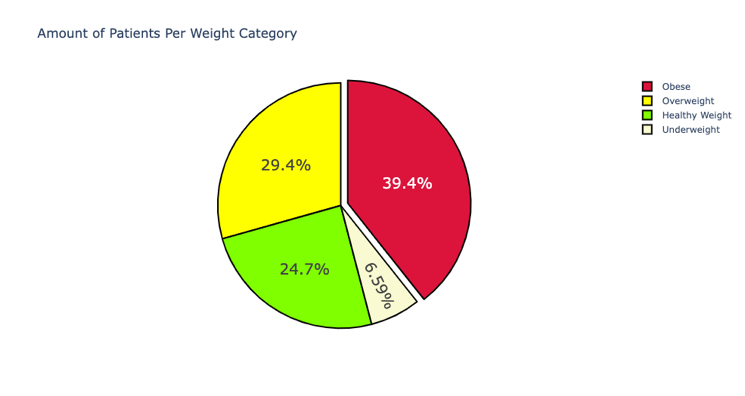 Amount of Patients Per Weight Category
Obese
Overweight
Healthy Weight
Underweight
29.4%
39.4%
24.7%
6.59%